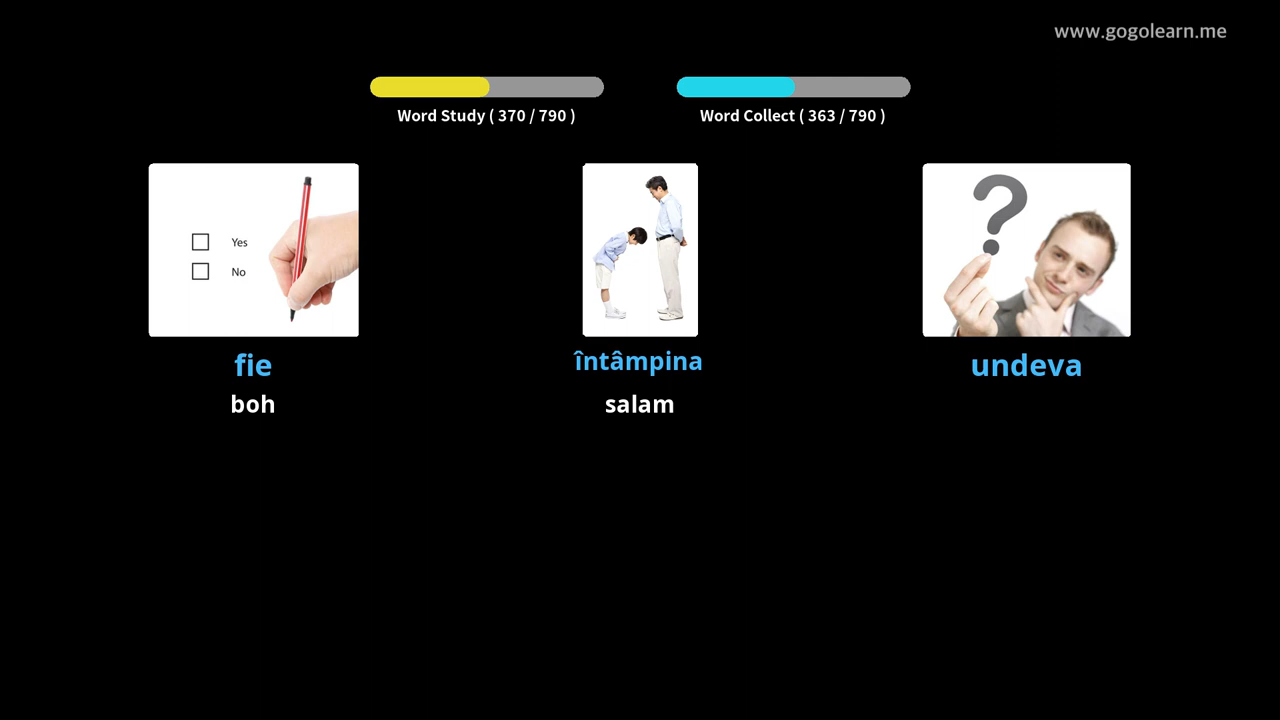 www.gogolearn.me
Word Study ( 370 / 790 )
Word Collect ( 363 / 790 )
Yes
No
fie
întâmpina
undeva
boh
salam